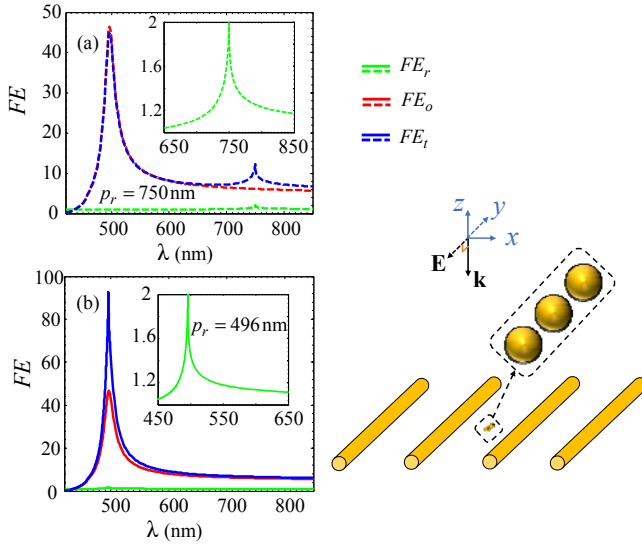 (a)
FE
50
40
30
20
10
0
500
600
700
800
λ (nm)
p_r = 750 nm
2
1.6
1.2
650
750
850
(b)
FE
100
80
60
40
20
0
500
600
700
800
λ (nm)
2
1.6
1.2
450
550
650
p_r = 496 nm
FE_r
FE_o
FE_t
z
y
x
E
k